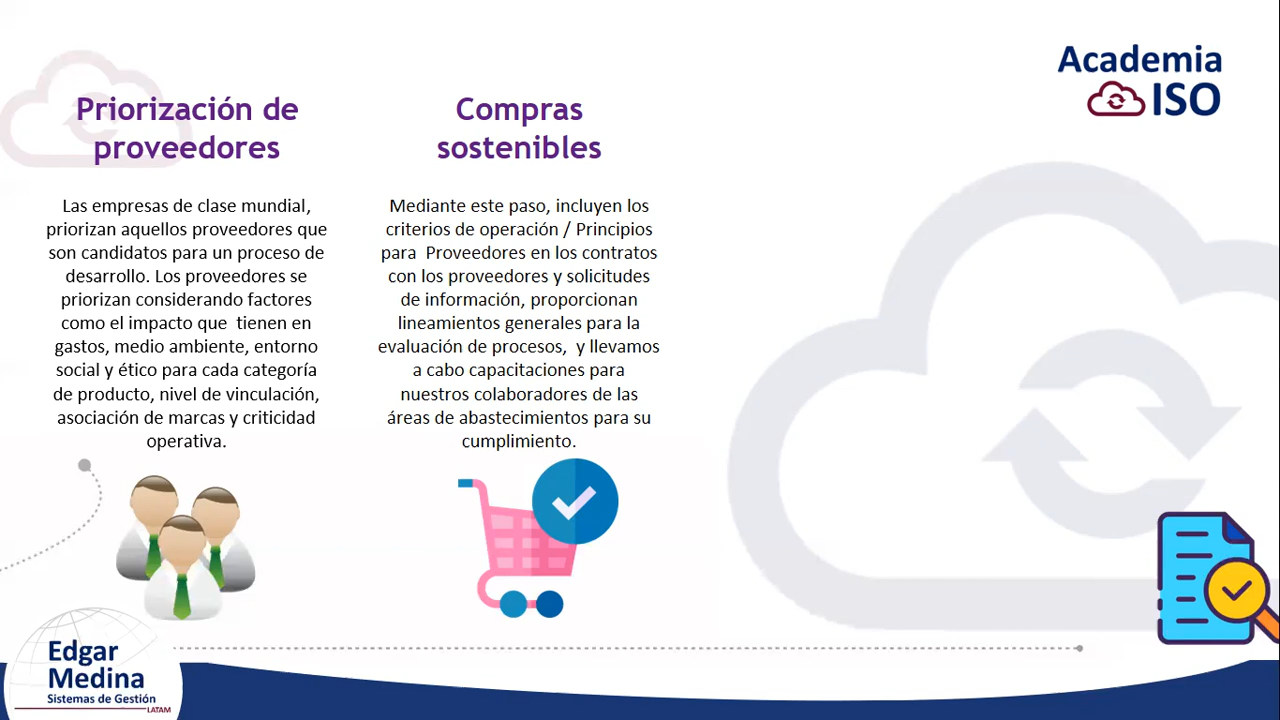 Academia
ISO
Priorización de
proveedores
Las empresas de clase mundial,
priorizan aquellos proveedores que
son candidatos para un proceso de
desarrollo. Los proveedores se
priorizan considerando factores
como el impacto que  tienen en
gastos, medio ambiente, entorno
social y ético para cada categoría
de producto, nivel de vinculación,
asociación de marcas y criticidad
operativa.
Compras
sostenibles
Mediante este paso, incluyen los
criterios de operación / Principios
para  Proveedores en los contratos
con los proveedores y solicitudes
de información, proporcionan
lineamientos generales para la
evaluación de procesos,  y llevamos
a cabo capacitaciones para
nuestros colaboradores de las
áreas de abastecimientos para su
cumplimiento.
Edgar
Medina
Sistemas de Gestión
LATAM